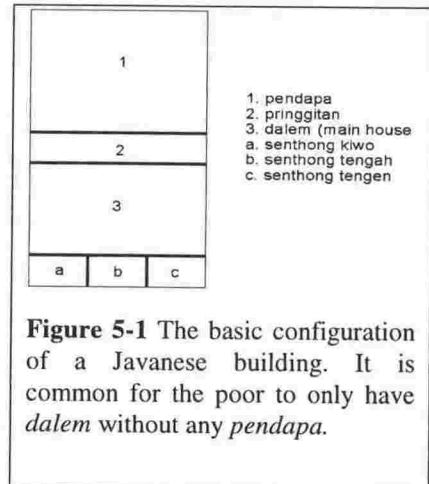 1
2
3
a b c
1. pendapa
2. pringgitan
3. dalem (main house
a. senthong kiwo
b. senthong tengah
c. senthong tengen
Figure 5-1 The basic configuration
of a Javanese building. It is
common for the poor to only have
dalem without any pendapa.